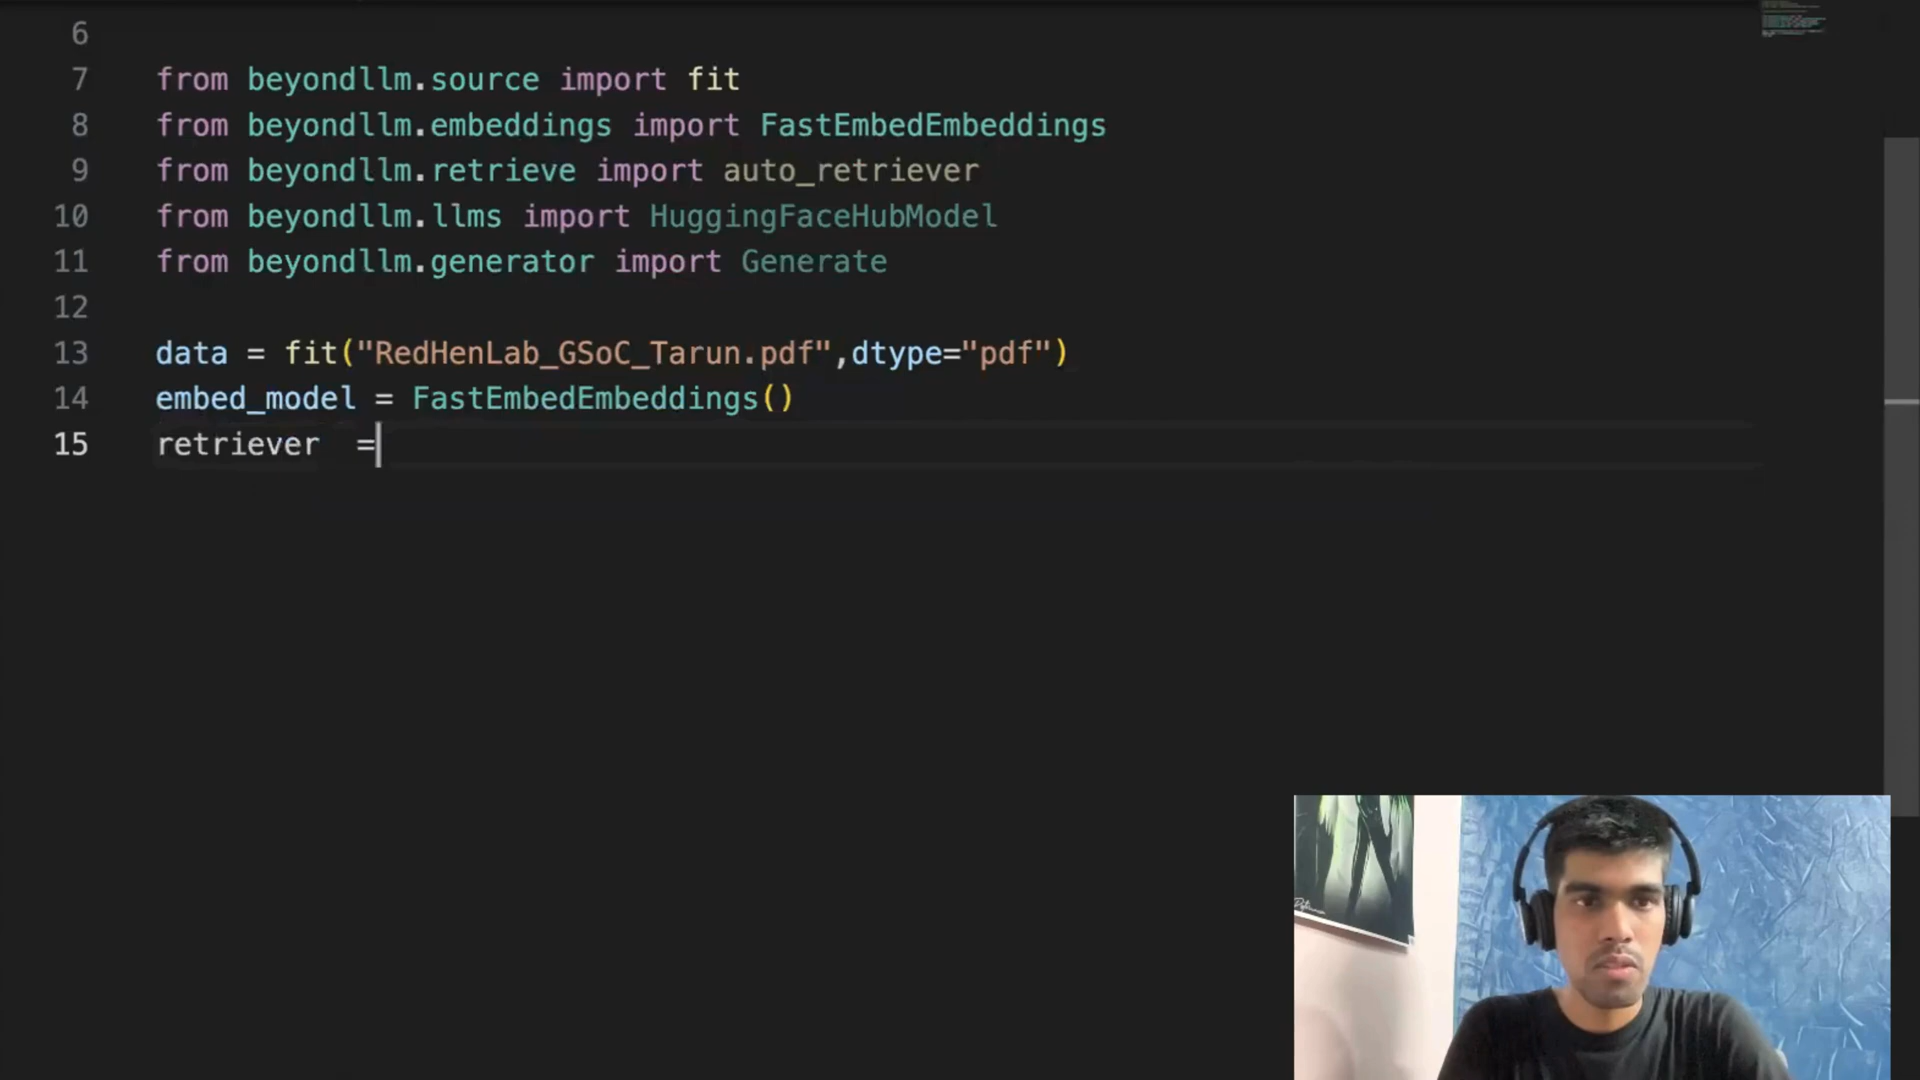 6
7 from beyondllm.source import fit
8 from beyondllm.embeddings import FastEmbedEmbeddings
9 from beyondllm.retrieve import auto_retriever
10 from beyondllm.llms import HuggingFaceHubModel
11 from beyondllm.generator import Generate
12
13 data = fit("RedHenLab_GSoC_Tarun.pdf",dtype="pdf")
14 embed_model = FastEmbedEmbeddings()
15 retriever  =